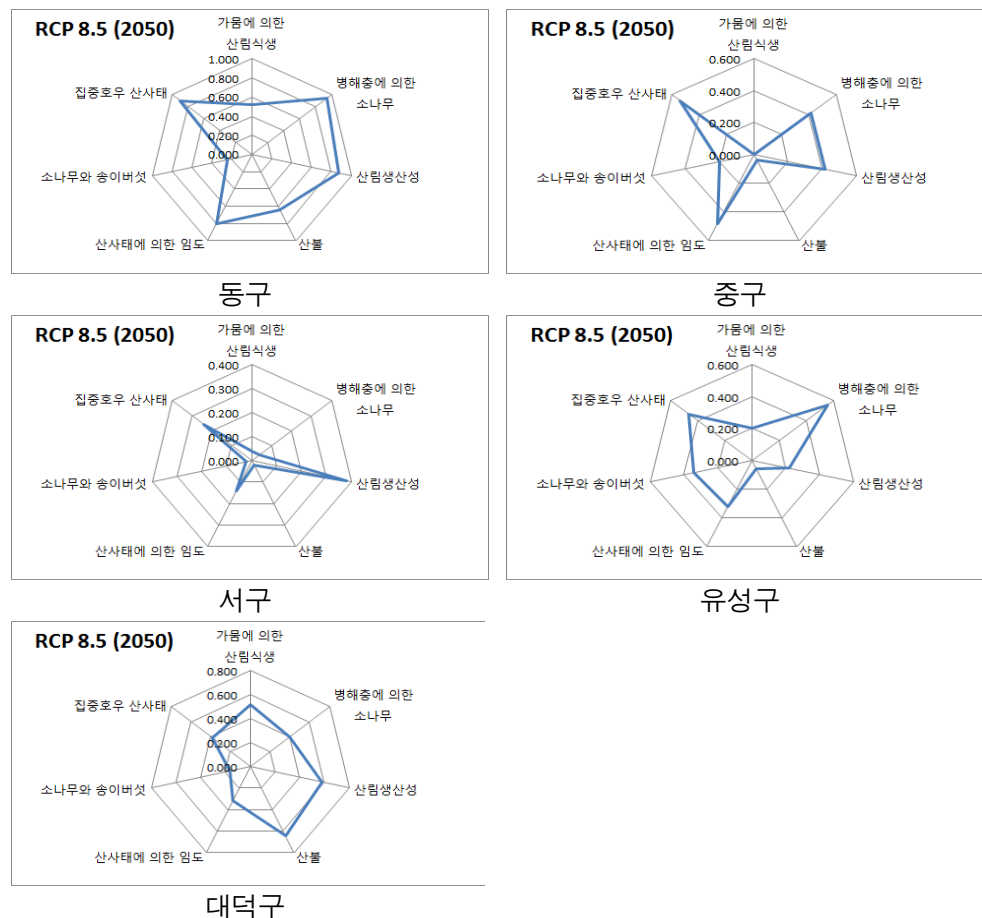 RCP 8.5 (2050)
가뭄에 의한
산림식생
1.000
0.800
0.600
0.400
0.200
0.000
병해충에 의한
소나무
산림생산성
산불
산사태에 의한 임도
소나무와 송이버섯
집중호우 산사태
동구
RCP 8.5 (2050)
가뭄에 의한
산림식생
0.600
0.400
0.200
0.000
병해충에 의한
소나무
산림생산성
산불
산사태에 의한 임도
소나무와 송이버섯
집중호우 산사태
중구
RCP 8.5 (2050)
가뭄에 의한
산림식생
0.400
0.300
0.200
0.100
0.000
병해충에 의한
소나무
산림생산성
산불
산사태에 의한 임도
소나무와 송이버섯
집중호우 산사태
서구
RCP 8.5 (2050)
가뭄에 의한
산림식생
0.600
0.400
0.200
0.000
병해충에 의한
소나무
산림생산성
산불
산사태에 의한 임도
소나무와 송이버섯
집중호우 산사태
유성구
RCP 8.5 (2050)
가뭄에 의한
산림식생
0.800
0.600
0.400
0.200
0.000
병해충에 의한
소나무
산림생산성
산불
산사태에 의한 임도
소나무와 송이버섯
집중호우 산사태
대덕구